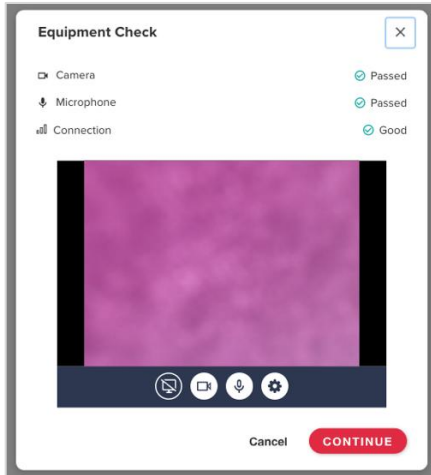 Equipment Check
Camera Passed
Microphone Passed
Connection Good
Cancel CONTINUE